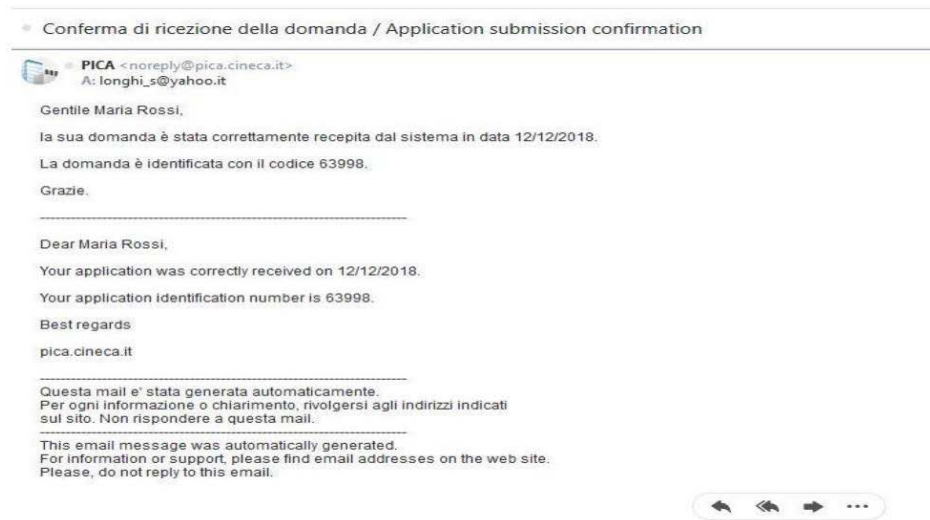 Conferma di ricezione della domanda / Application submission confirmation
PICA <noreply@pica.cineca.it>
A: longhi_s@yahoo.it
Gentile Maria Rossi,
la sua domanda è stata correttamente recepita dal sistema in data 12/12/2018.
La domanda è identificata con il codice 63998.
Grazie.
Dear Maria Rossi,
Your application was correctly received on 12/12/2018.
Your application identification number is 63998.
Best regards
pica.cineca.it
Questa mail e' stata generata automaticamente.
Per ogni informazione o chiarimento, rivolgersi agli indirizzi indicati
sul sito. Non rispondere a questa mail.
This email message was automatically generated.
For information or support, please find email addresses on the web site.
Please, do not reply to this email.